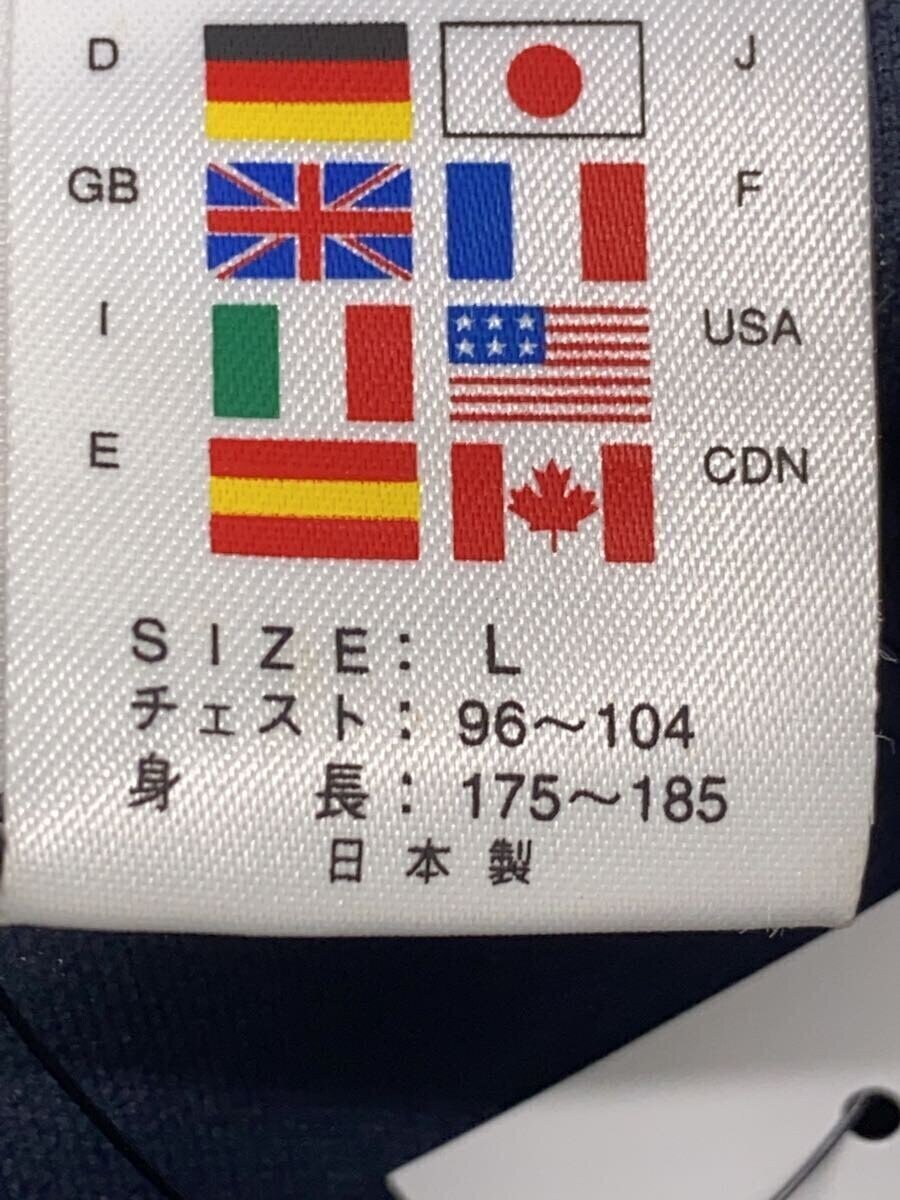 D J
GB F
I USA
E CDN
SIZE: L
チェスト: 96〜104
身長: 175〜185
日本製